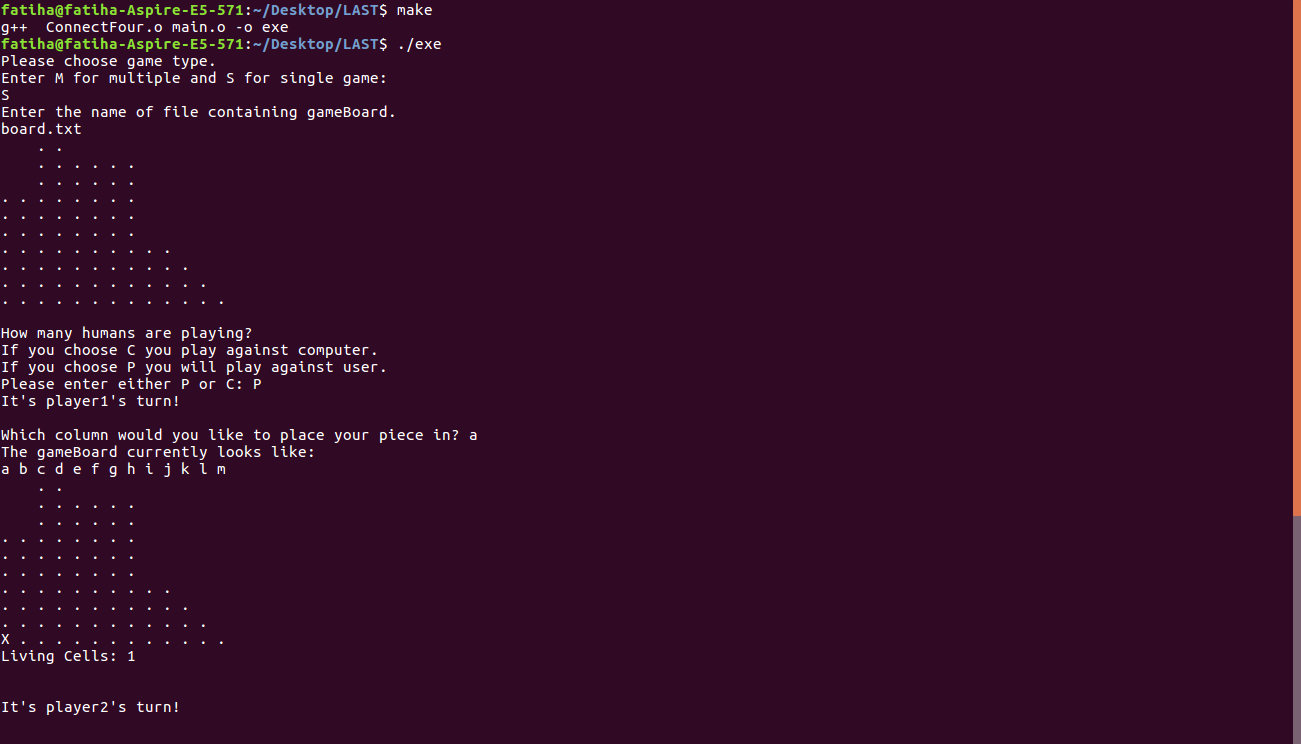 fatiha@fatiha-Aspire-E5-571:~/Desktop/LAST$ make
g++  ConnectFour.o main.o -o exe
fatiha@fatiha-Aspire-E5-571:~/Desktop/LAST$ ./exe
Please choose game type.
Enter M for multiple and S for single game:
S
Enter the name of file containing gameBoard.
board.txt
    . .
    . . . . . .
    . . . . . .
. . . . . . . .
. . . . . . . .
. . . . . . . .
. . . . . . . . . .
. . . . . . . . . . .
. . . . . . . . . . . .
. . . . . . . . . . . . .

How many humans are playing?
If you choose C you play against computer.
If you choose P you will play against user.
Please enter either P or C: P
It's player1's turn!

Which column would you like to place your piece in? a
The gameBoard currently looks like:
a b c d e f g h i j k l m
    . .
    . . . . . .
    . . . . . .
. . . . . . . .
. . . . . . . .
. . . . . . . .
. . . . . . . . . .
. . . . . . . . . . .
. . . . . . . . . . . .
X . . . . . . . . . . . .
Living Cells: 1


It's player2's turn!